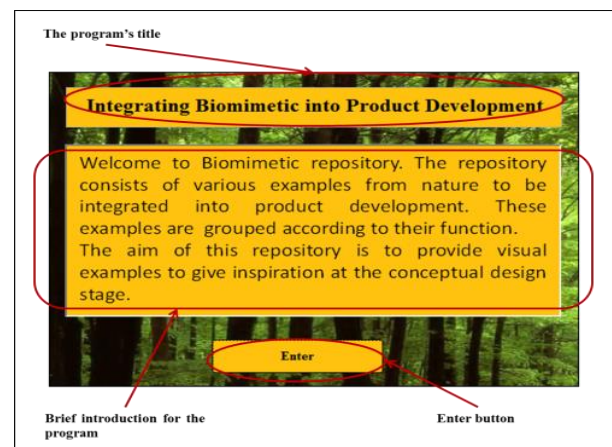 The program's title
Integrating Biomimetic into Product Development
Welcome to Biomimetic repository. The repository
consists of various examples from nature to be
integrated into product development. These
examples are grouped according to their function.
The aim of this repository is to provide visual
examples to give inspiration at the conceptual design
stage.
Enter
Brief introduction for the
program
Enter button